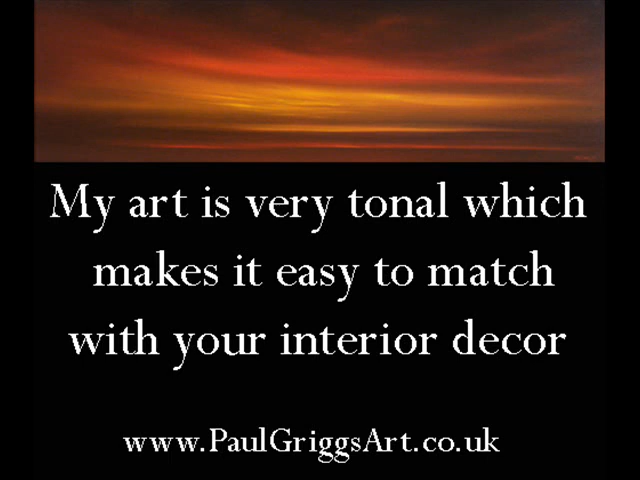 My art is very tonal which
makes it easy to match
with your interior decor
www.PaulGriggsArt.co.uk